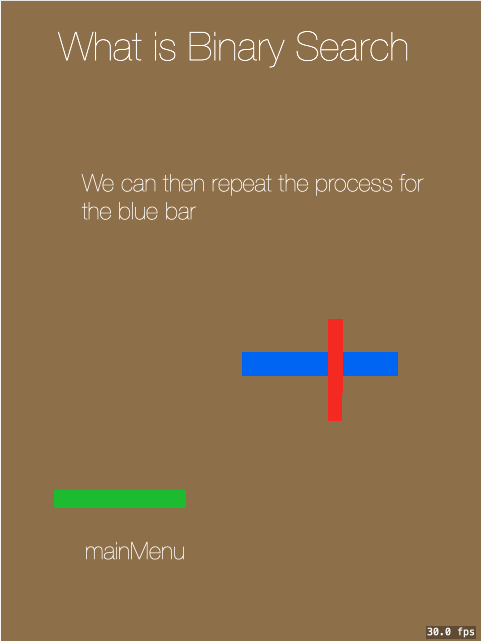 What is Binary Search
We can then repeat the process for
the blue bar
mainMenu
30.0 fps